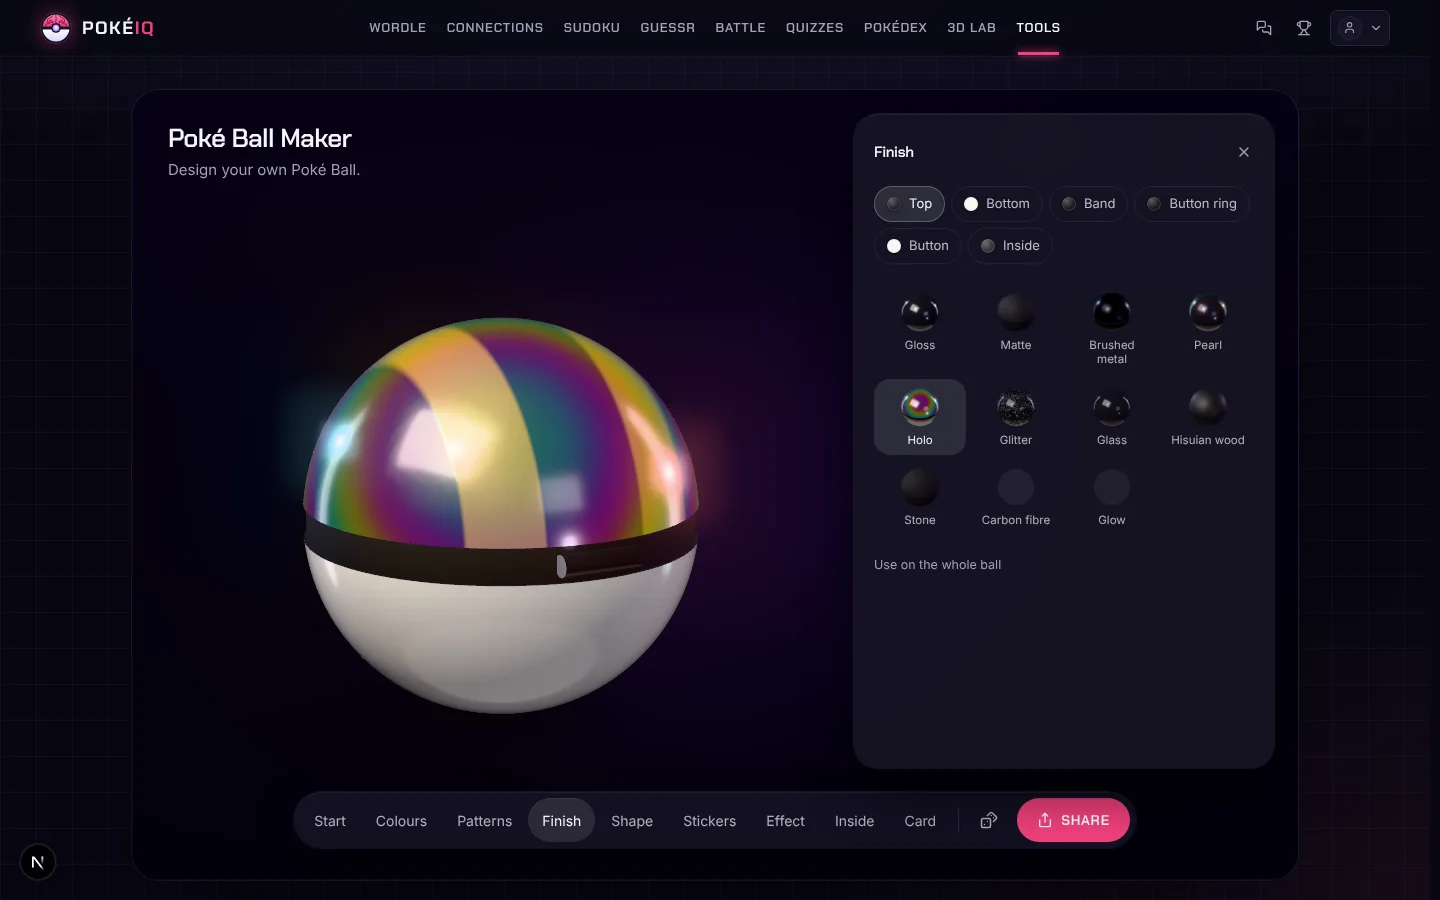 POKÉIQ
WORDLE CONNECTIONS SUDOKU GUESSR BATTLE QUIZZES POKÉDEX 3D LAB TOOLS
Poké Ball Maker
Design your own Poké Ball.
Finish
Top Bottom Band Button ring
Button Inside
Gloss Matte Brushed metal Pearl
Holo Glitter Glass Hisuian wood
Stone Carbon fibre Glow
Use on the whole ball
Start Colours Patterns Finish Shape Stickers Effect Inside Card SHARE
N